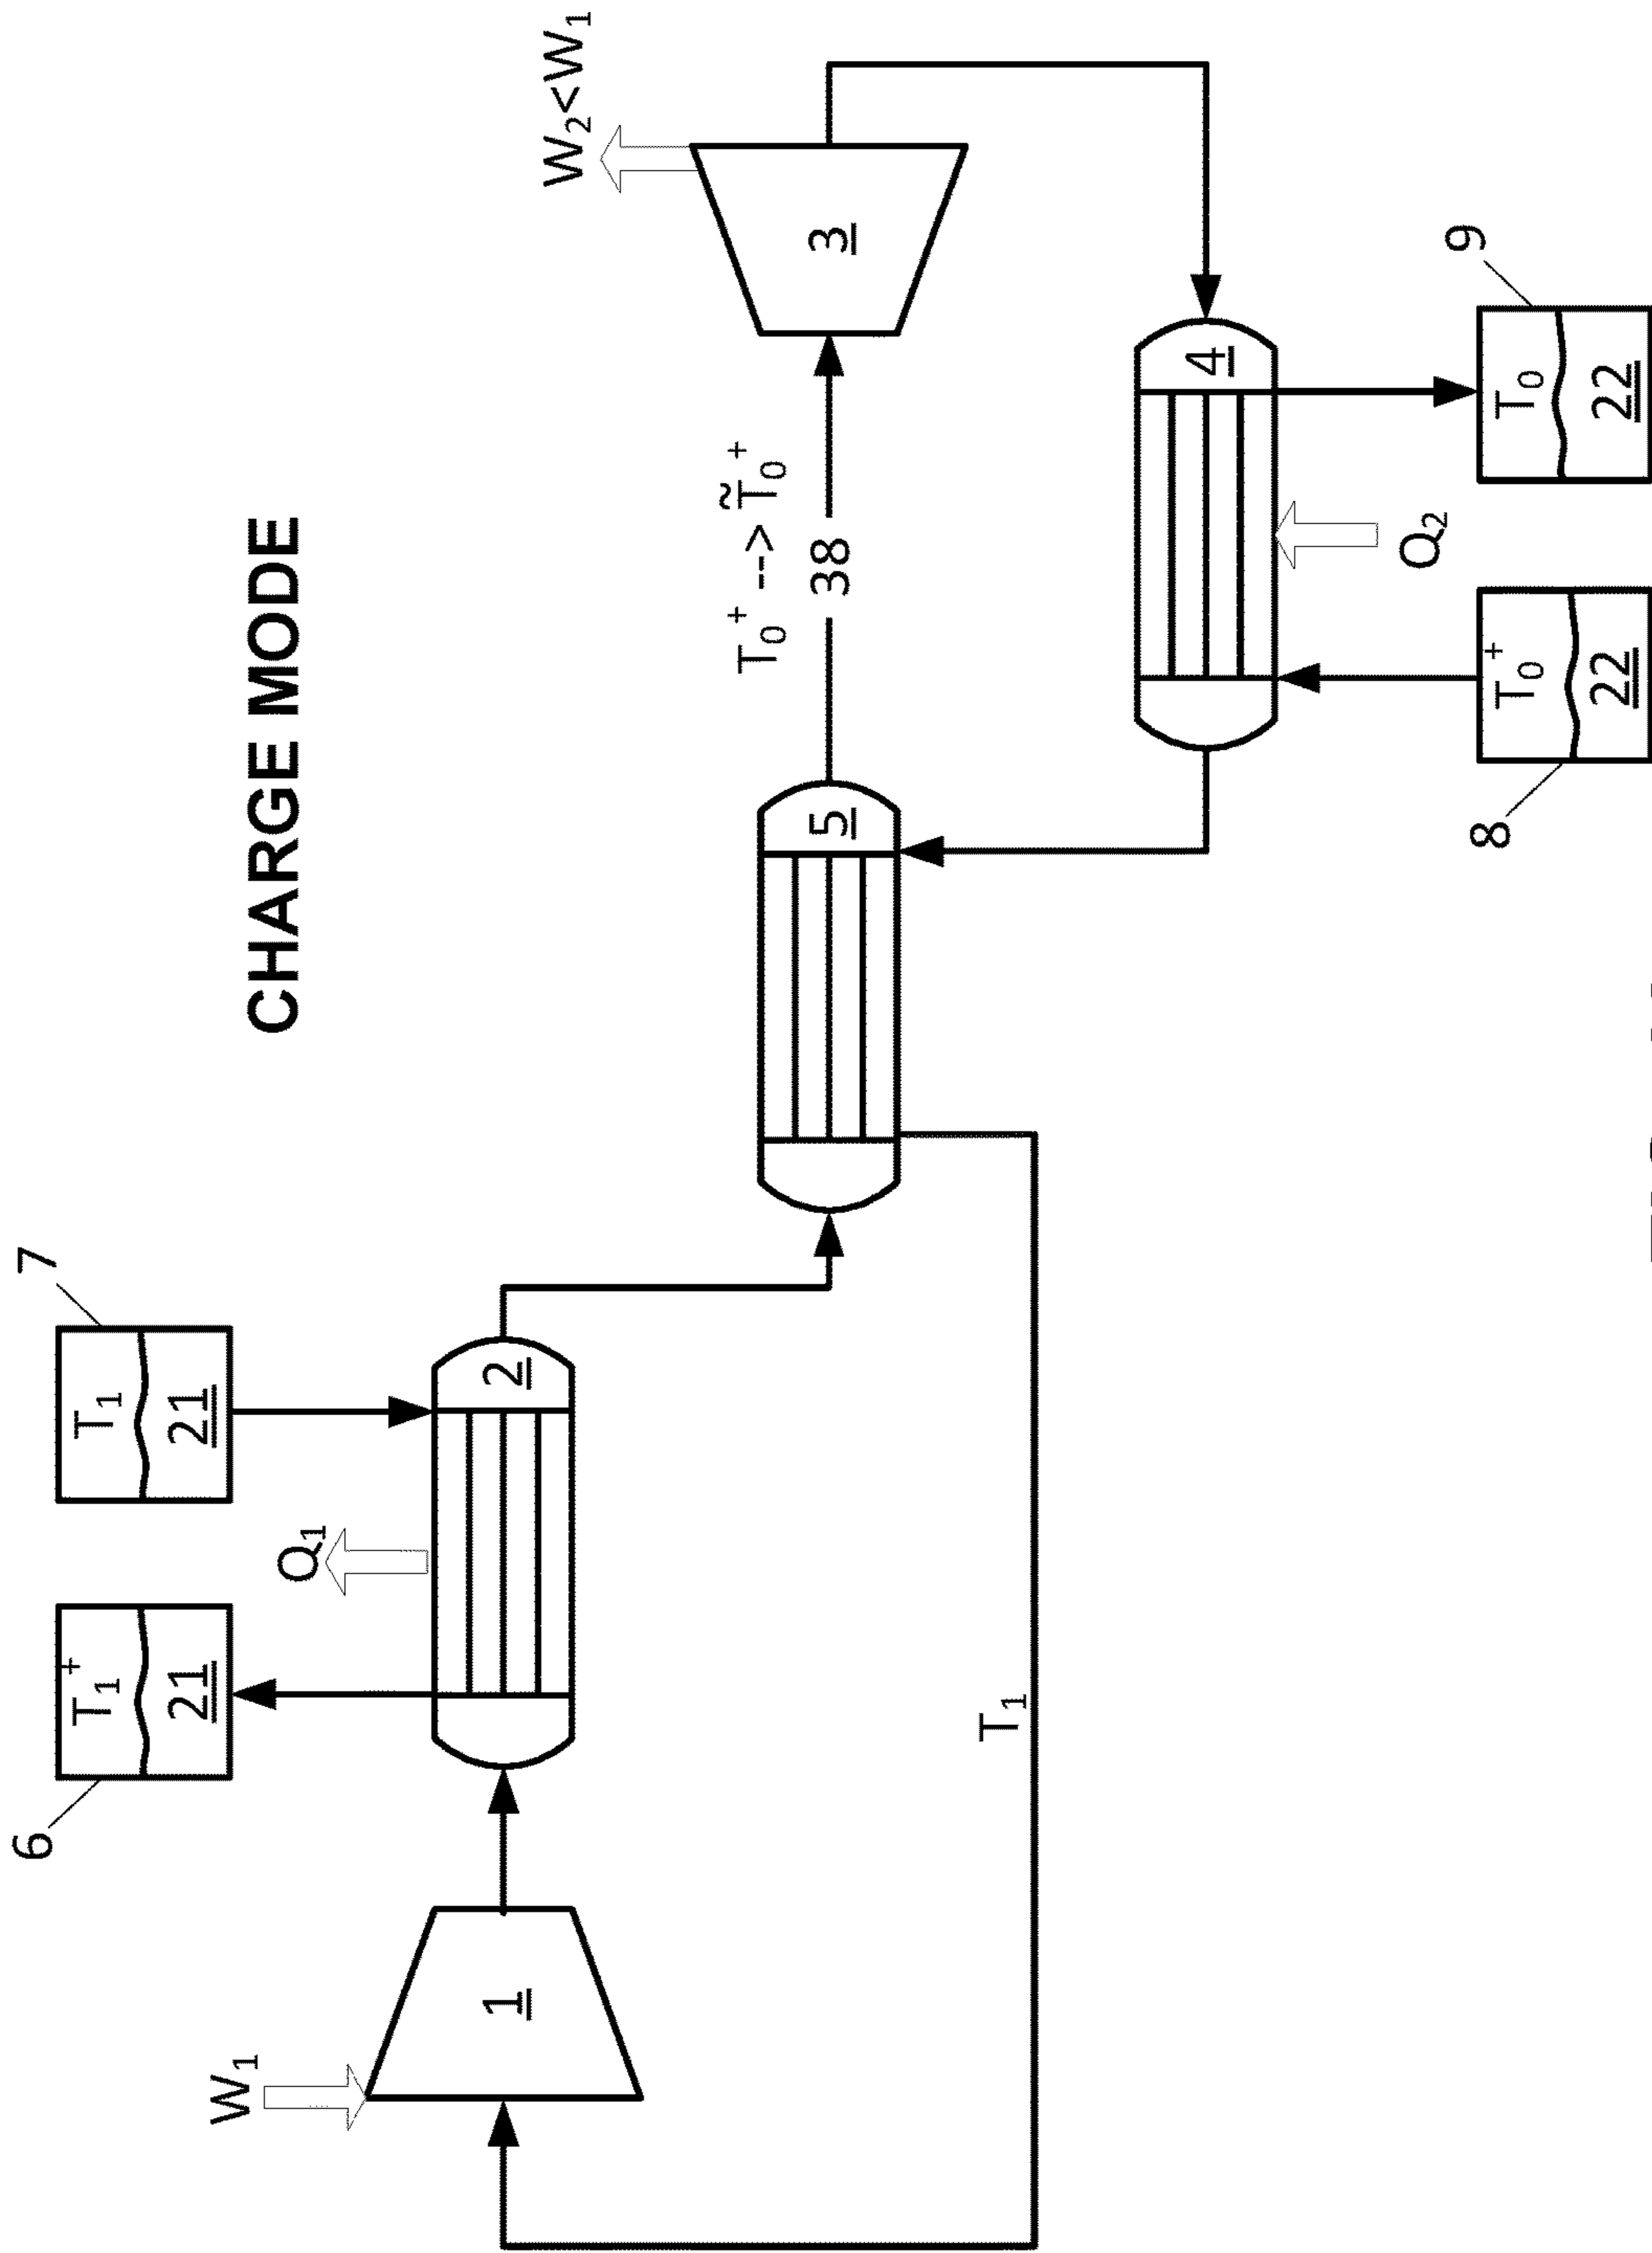 6
7
T₁⁺
T₁
21
21
W₁
CHARGE MODE
Q₁
1
2
W₂<W₁
T₀⁺ --> T̃₀⁺
5
38
3
T₁
4
Q₂
8
9
T₀⁺
T₀
22
22